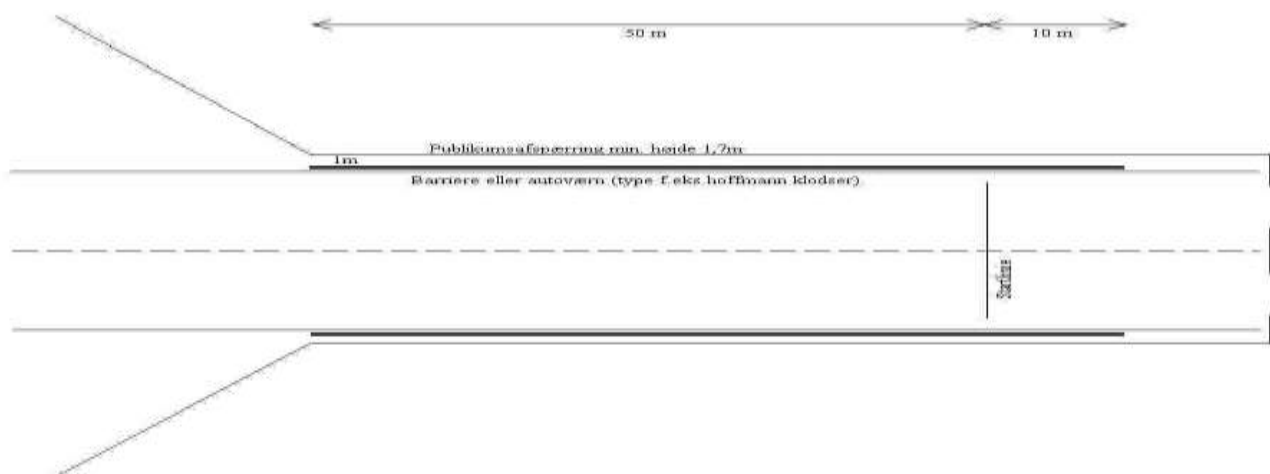 50 m
10 m
Publikumsafspærring min. højde 1,7m
1m
Barriere eller autoværn (type f.eks.hoffmann klodser)
Startlinie